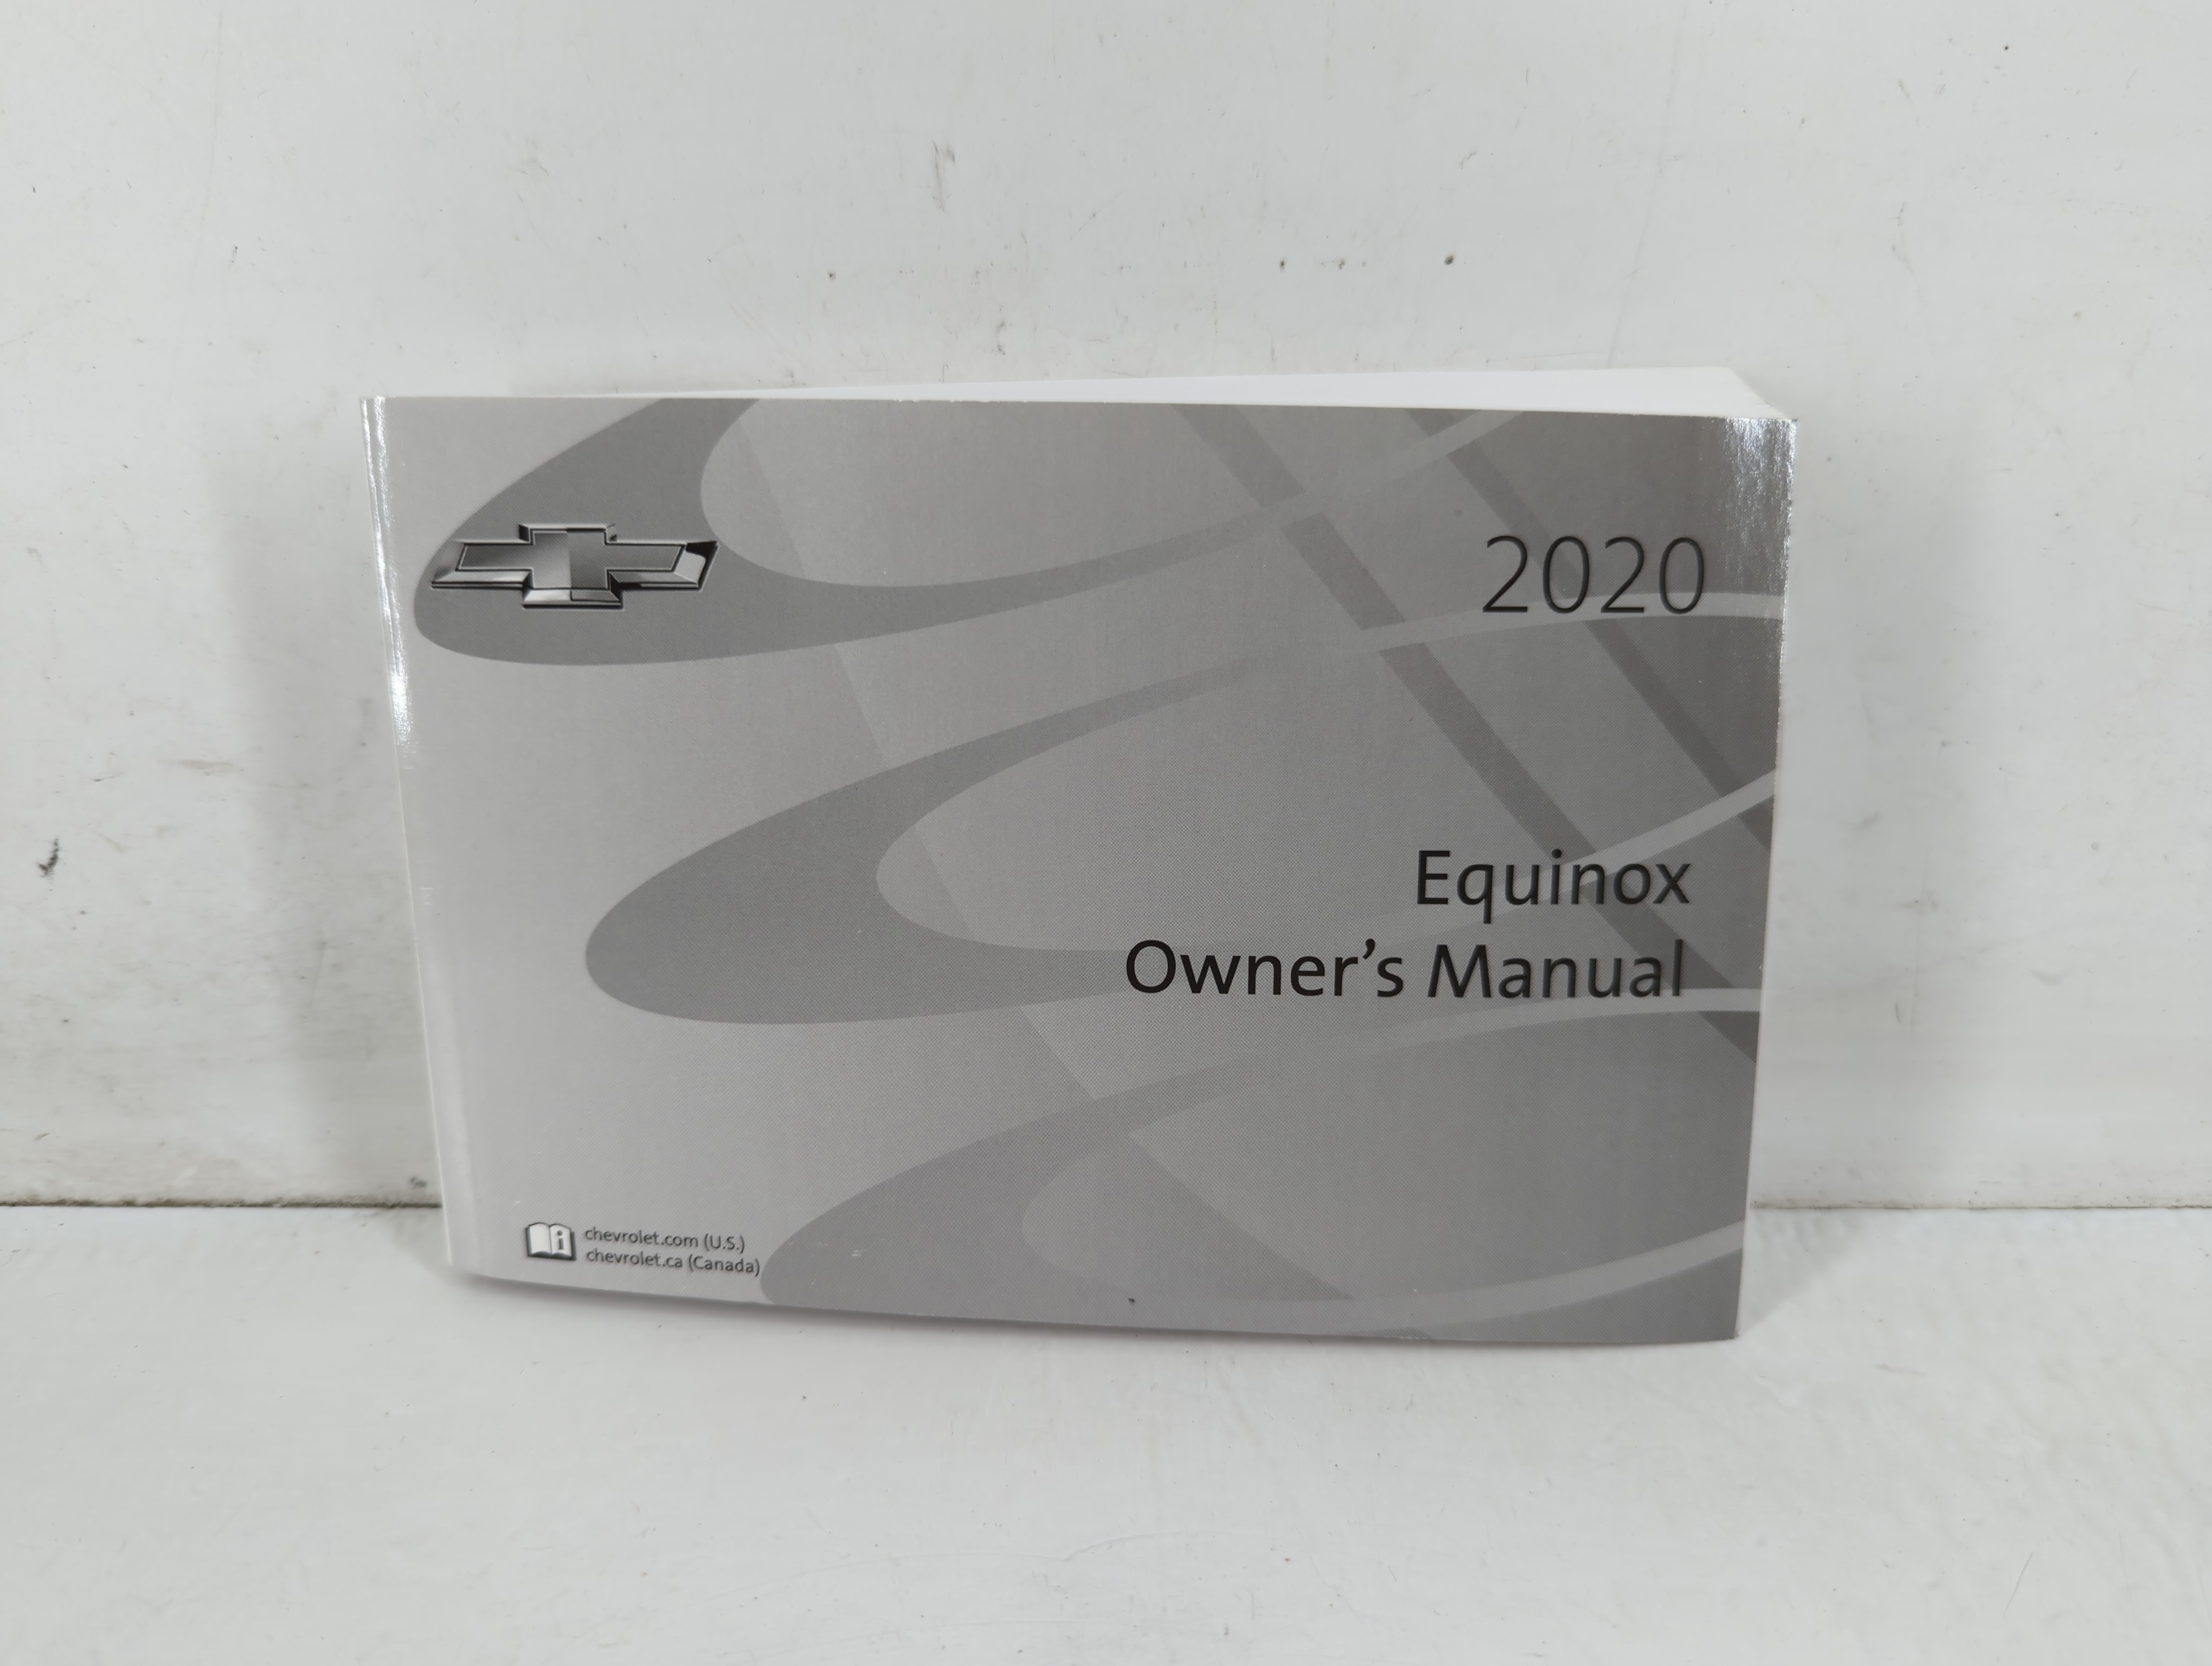 2020
Equinox
Owner's Manual
chevrolet.com (U.S.)
chevrolet.ca (Canada)